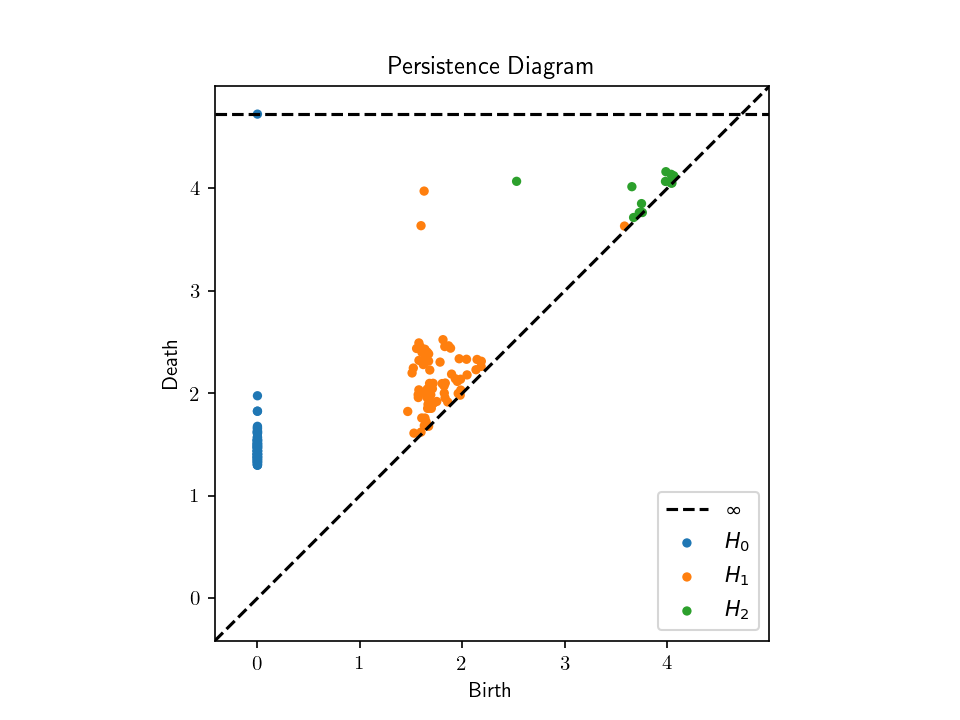 Persistence Diagram
Death
4
3
2
1
0
0 1 2 3 4
Birth
∞
H₀
H₁
H₂